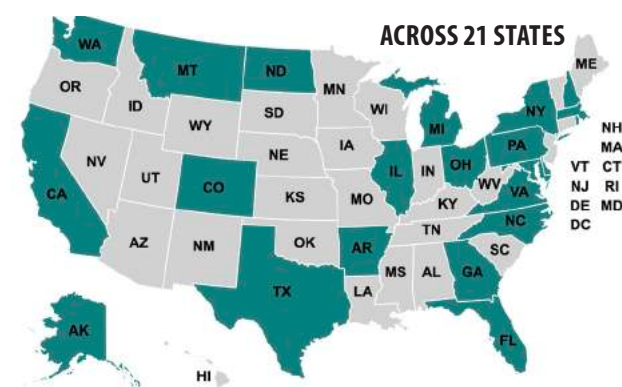 ACROSS 21 STATES
WA
MT
ND
MN
ME
OR
ID
WY
SD
WI
MI
NY
NH
MA
VT CT
NJ RI
DE MD
DC
NV
UT
CO
NE
IA
IL
IN
OH
PA
WV
VA
CA
KS
MO
KY
NC
TN
AZ
NM
OK
AR
SC
MS
AL
GA
TX
LA
FL
AK
HI